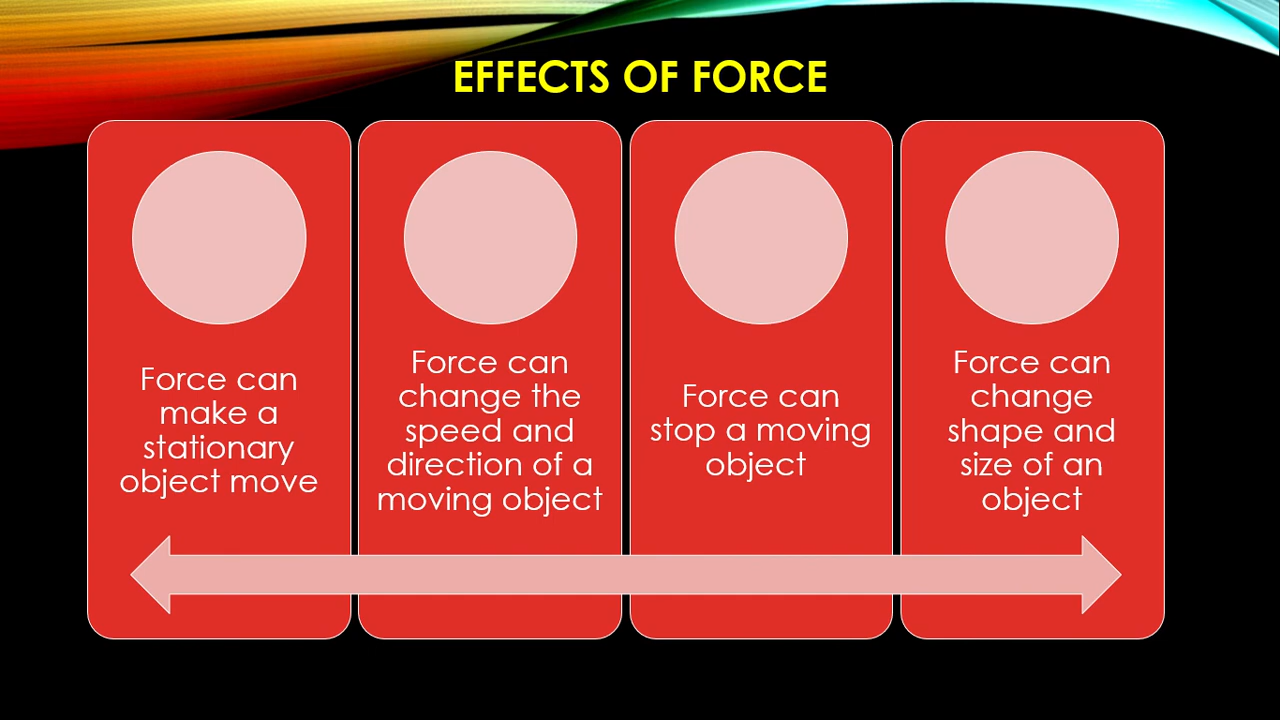 EFFECTS OF FORCE
Force can
make a
stationary
object move
Force can
change the
speed and
direction of a
moving object
Force can
stop a moving
object
Force can
change
shape and
size of an
object